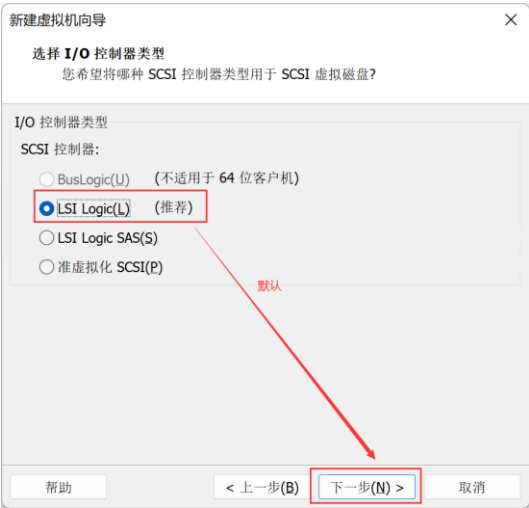 新建虚拟机向导
选择 I/O 控制器类型
您希望将哪种 SCSI 控制器类型用于 SCSI 虚拟磁盘?
I/O 控制器类型
SCSI 控制器:
BusLogic(U) (不适用于 64 位客户机)
LSI Logic(L) (推荐)
LSI Logic SAS(S)
准虚拟化 SCSI(P)
默认
帮助 < 上一步(B) 下一步(N) > 取消